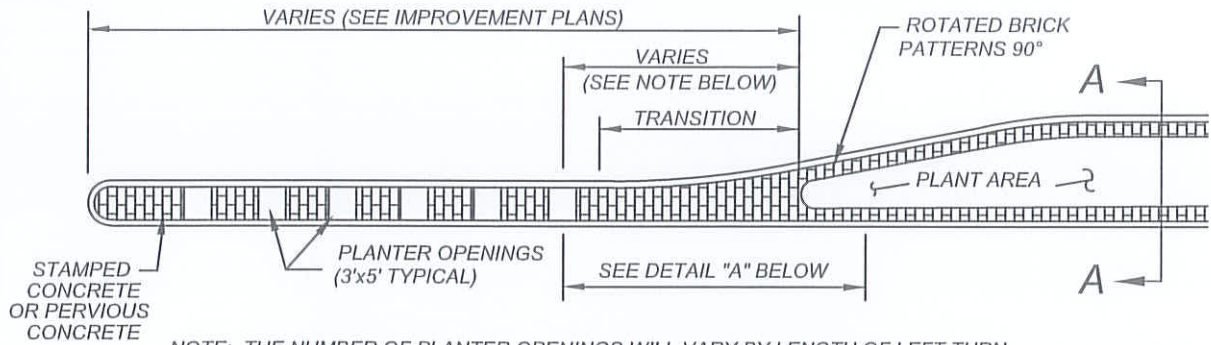 VARIES (SEE IMPROVEMENT PLANS)
ROTATED BRICK
PATTERNS 90°
VARIES
(SEE NOTE BELOW)
TRANSITION
A
A
PLANT AREA
STAMPED
CONCRETE
OR PERVIOUS
CONCRETE
PLANTER OPENINGS
(3'x5' TYPICAL)
SEE DETAIL "A" BELOW
NOTE: THE NUMBER OF PLANTER OPENINGS WILL VARY BY LENGTH OF LEFT TURN